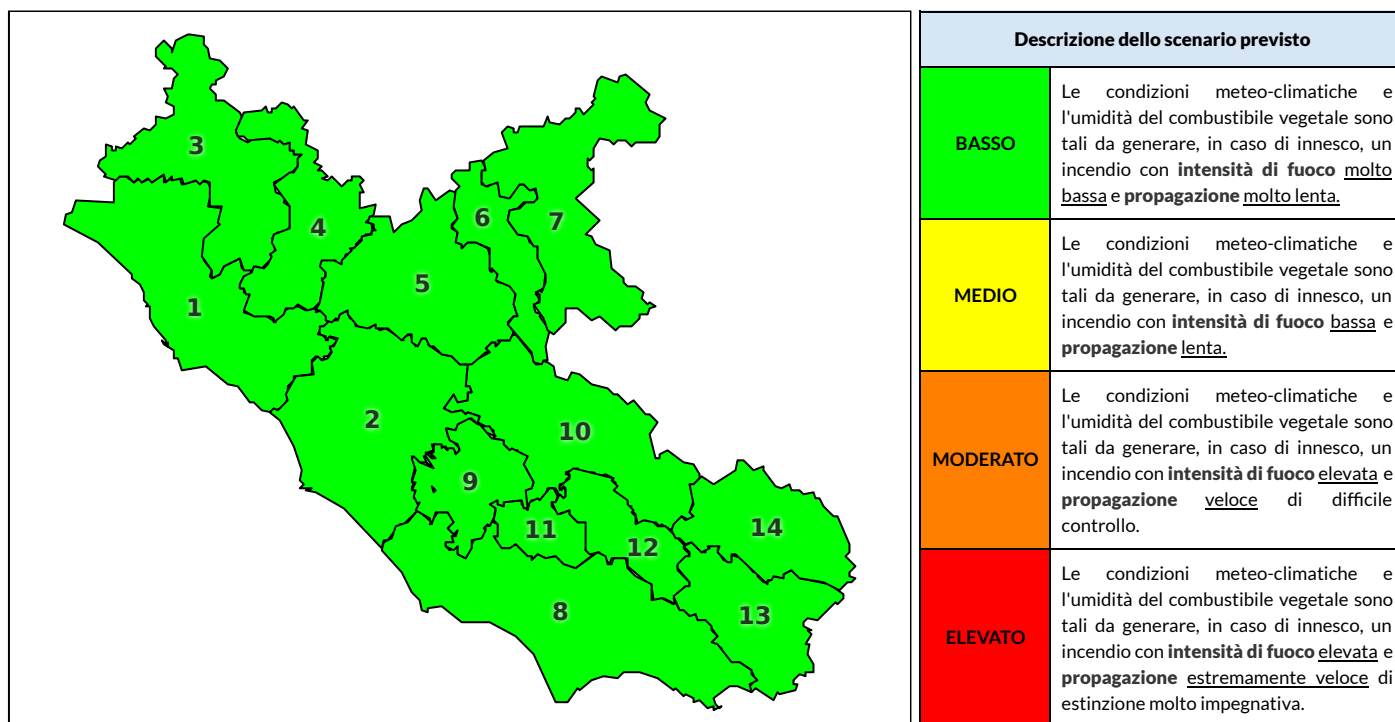 3
4
6
7
5
1
2
10
9
11
12
14
8
13
Descrizione dello scenario previsto
BASSO
Le condizioni meteo-climatiche e
l'umidità del combustibile vegetale sono
tali da generare, in caso di innesco, un
incendio con intensità di fuoco molto
bassa e propagazione molto lenta.
MEDIO
Le condizioni meteo-climatiche e
l'umidità del combustibile vegetale sono
tali da generare, in caso di innesco, un
incendio con intensità di fuoco bassa e
propagazione lenta.
MODERATO
Le condizioni meteo-climatiche e
l'umidità del combustibile vegetale sono
tali da generare, in caso di innesco, un
incendio con intensità di fuoco elevata e
propagazione veloce di difficile
controllo.
ELEVATO
Le condizioni meteo-climatiche e
l'umidità del combustibile vegetale sono
tali da generare, in caso di innesco, un
incendio con intensità di fuoco elevata e
propagazione estremamente veloce di
estinzione molto impegnativa.